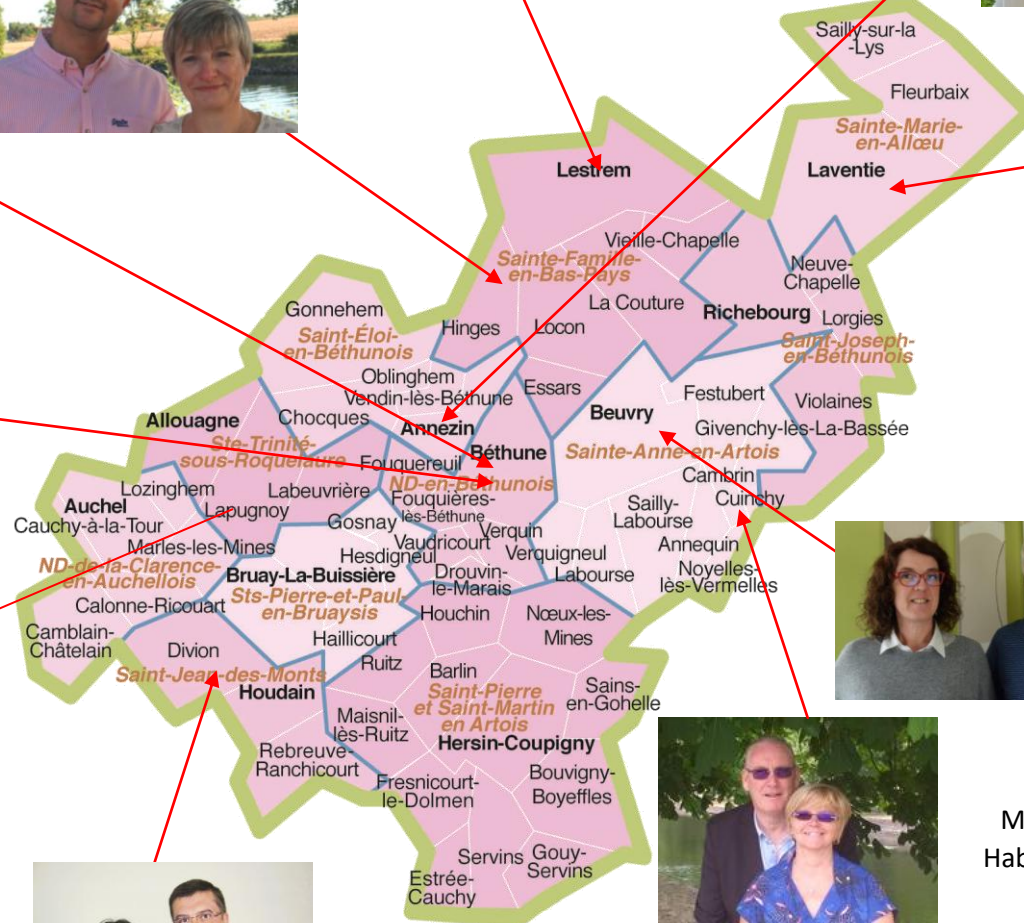 Sailly-sur-la
-Lys
Fleurbaix
Sainte-Marie-
en-Allœu
Laventie
Lestrem
Vieille-Chapelle
Sainte-Famille-
en-Bas-Pays
La Couture
Neuve-
Chapelle
Richebourg
Lorgies
Saint-Joseph-
en-Béthunois
Gonnehem
Saint-Éloi-
en-Béthunois
Hinges
Locon
Oblinghem
Vendin-lès-Béthune
Essars
Festubert
Violaines
Chocques
Annezin
Beuvry
Givenchy-lès-La-Bassée
Allouagne
Ste-Trinité-
sous-Roquelaure
Béthune
Sainte-Anne-en-Artois
Fouquereuil
ND-en-Béthunois
Cambrin
Cuinchy
Lozinghem
Labeuvrière
Fouquières-
lès-Béthune
Auchel
Lapugnoy
Sailly-
Labourse
Cauchy-à-la-Tour
Gosnay
Verquin
Vaudricourt
Annequin
Marles-les-Mines
Hesdigneul
Verquigneul
Noyelles-
lès-Vermelles
ND-de-la-Clarence-
en-Auchellois
Bruay-La-Buissière
Drouvin-
le-Marais
Labourse
Sts-Pierre-et-Paul-
en-Bruaysis
Calonne-Ricouart
Houchin
Nœux-les-
Mines
Camblain-
Châtelain
Haillicourt
Divion
Ruitz
Barlin
Saint-Jean-des-Monts
Houdain
Saint-Pierre
et Saint-Martin
en Artois
Sains-
en-Gohelle
Maisnil-
lès-Ruitz
Hersin-Coupigny
Rebreuve-
Ranchicourt
Fresnicourt-
le-Dolmen
Bouvigny-
Boyeffles
Servins
Gouy-
Servins
Estrée-
Cauchy
M
Hab